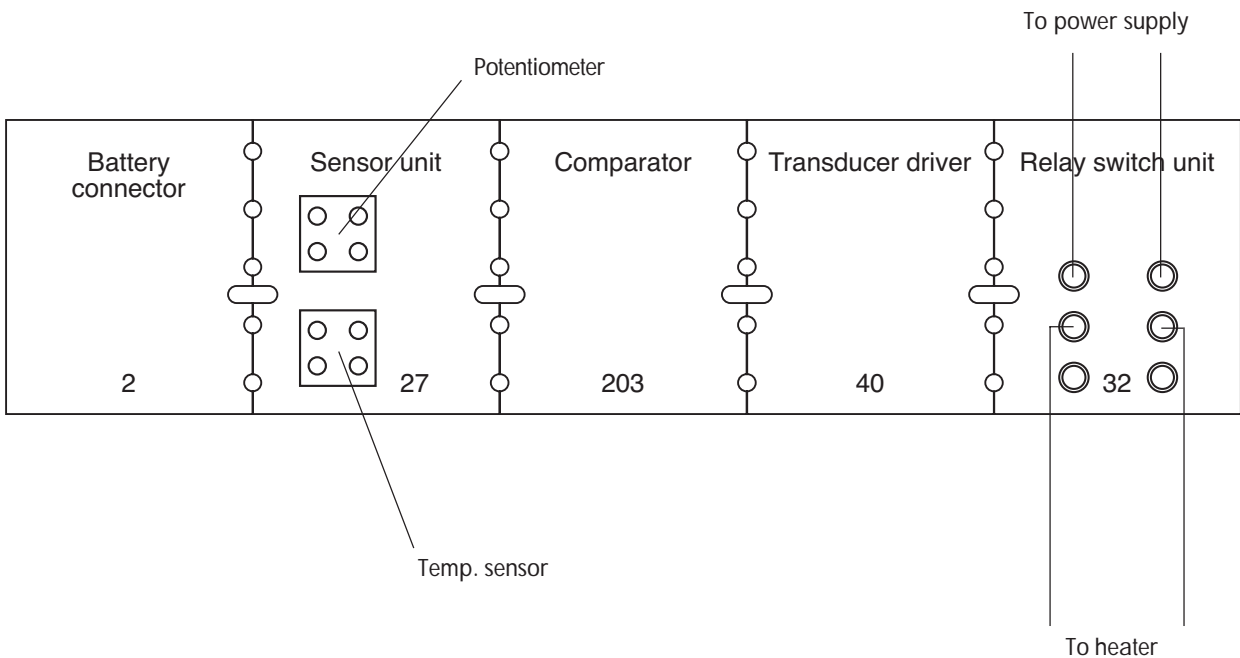 To power supply
Potentiometer
Battery
connector
Sensor unit
Comparator
Transducer driver
Relay switch unit
2
27
203
40
32
Temp. sensor
To heater